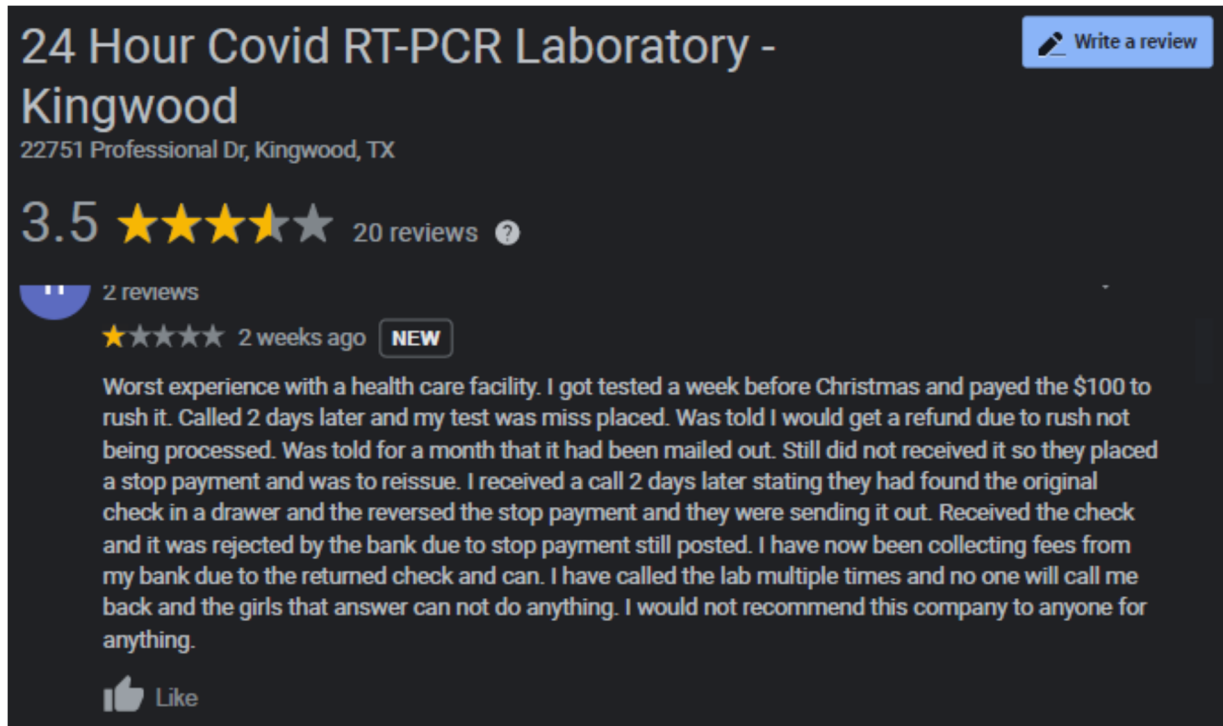 24 Hour Covid RT-PCR Laboratory -
Kingwood
Write a review
22751 Professional Dr, Kingwood, TX
3.5 20 reviews ?
2 reviews
2 weeks ago NEW
Worst experience with a health care facility. I got tested a week before Christmas and payed the $100 to
rush it. Called 2 days later and my test was miss placed. Was told I would get a refund due to rush not
being processed. Was told for a month that it had been mailed out. Still did not received it so they placed
a stop payment and was to reissue. I received a call 2 days later stating they had found the original
check in a drawer and the reversed the stop payment and they were sending it out. Received the check
and it was rejected by the bank due to stop payment still posted. I have now been collecting fees from
my bank due to the returned check and can. I have called the lab multiple times and no one will call me
back and the girls that answer can not do anything. I would not recommend this company to anyone for
anything.
Like